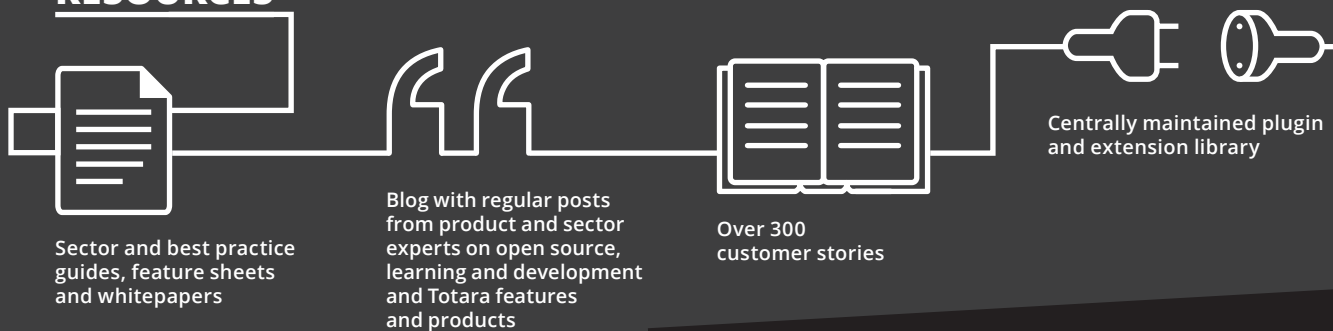 RESOURCES
Centrally maintained plugin
and extension library
Blog with regular posts
from product and sector
experts on open source,
learning and development
and Totara features
and products
Over 300
customer stories
Sector and best practice
guides, feature sheets
and whitepapers